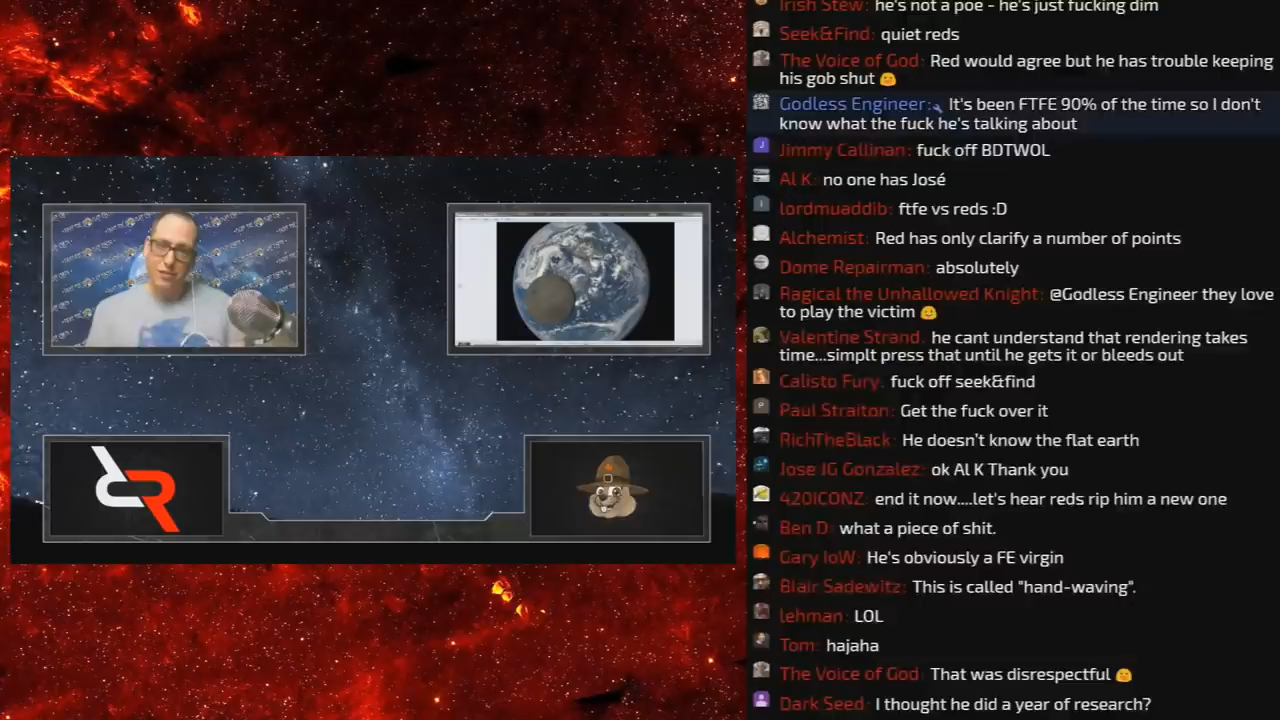 Irish Stew: he's not a poe - he's just fucking dim
Seek&Find: quiet reds
The Voice of God: Red would agree but he has trouble keeping
his gob shut
Godless Engineer: It's been FTFE 90% of the time so I don't
know what the fuck he's talking about
Jimmy Callinan: fuck off BDTWOL
Al K: no one has José
lordmuaddib: ftfe vs reds :D
Alchemist: Red has only clarify a number of points
Dome Repairman: absolutely
Ragical the Unhallowed Knight: @Godless Engineer they love
to play the victim
Valentine Strand: he cant understand that rendering takes
time...simplt press that until he gets it or bleeds out
Calisto Fury: fuck off seek&find
Paul Straiton: Get the fuck over it
RichTheBlack: He doesn't know the flat earth
Jose IG Gonzalez: ok Al K Thank you
420ICONZ: end it now....let's hear reds rip him a new one
Ben D: what a piece of shit.
Gary IoW: He's obviously a FE virgin
Blair Sadewitz: This is called "hand-waving".
lehman: LOL
Tom: hajaha
The Voice of God: That was disrespectful
Dark Seed: I thought he did a year of research?